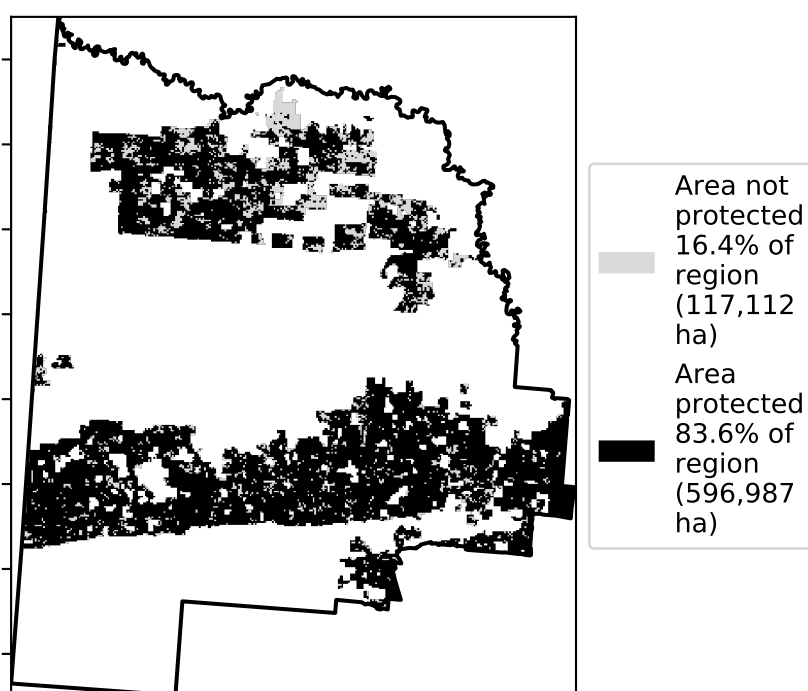 Area not
protected
16.4% of
region
(117,112
ha)
Area
protected
83.6% of
region
(596,987
ha)